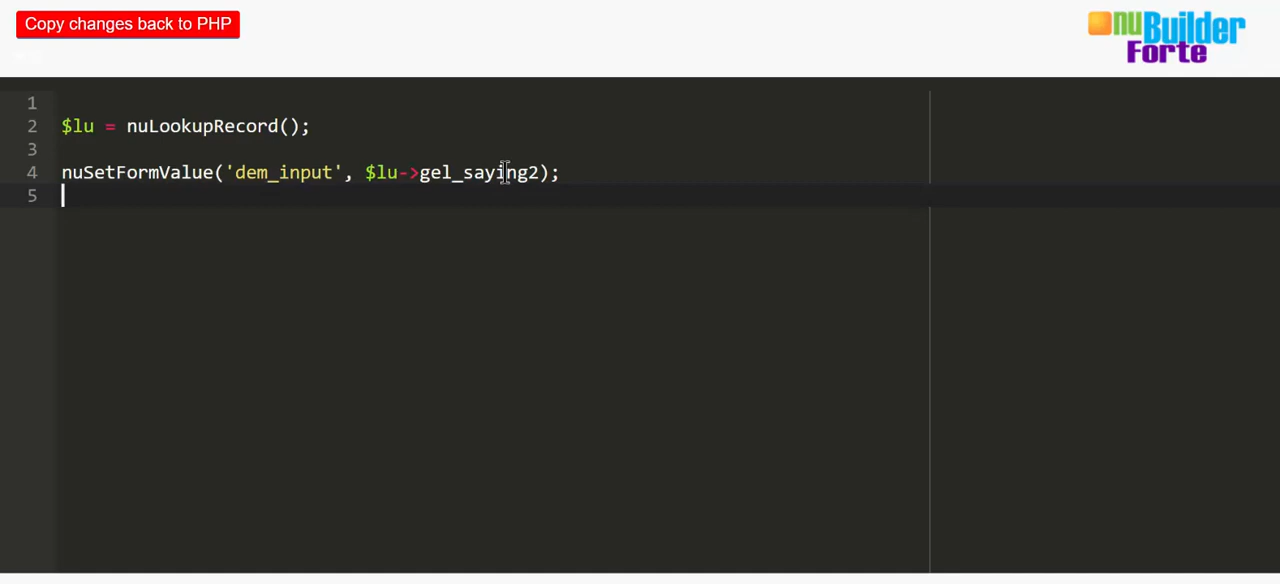 Copy changes back to PHP
nuBuilder
Forte
1
2 $lu = nuLookupRecord();
3
4 nuSetFormValue('dem_input', $lu->gel_saying2);
5